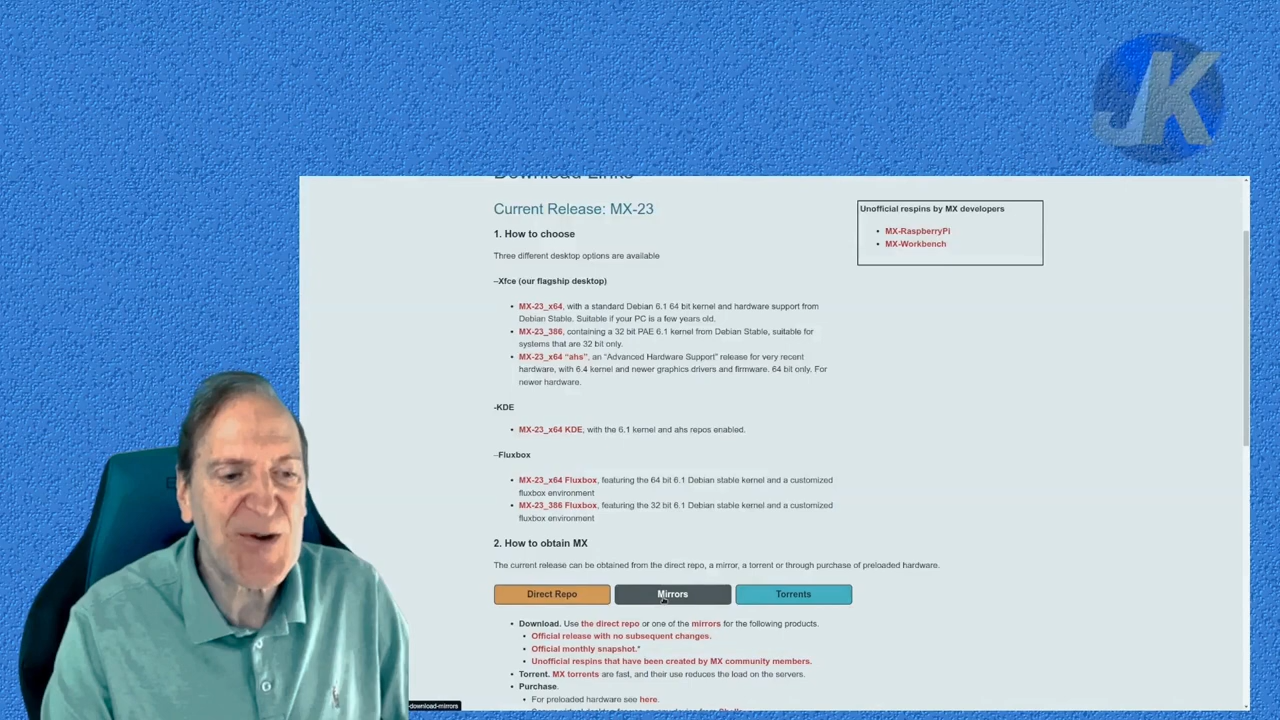 JK
Download Links
Current Release: MX-23
Unofficial respins by MX developers
MX-RaspberryPi
MX-Workbench
1. How to choose
Three different desktop options are available
–Xfce (our flagship desktop)
MX-23_x64, with a standard Debian 6.1 64 bit kernel and hardware support from
Debian Stable. Suitable if your PC is a few years old.
MX-23_386, containing a 32 bit PAE 6.1 kernel from Debian Stable, suitable for
systems that are 32 bit only.
MX-23_x64 “ahs”, an “Advanced Hardware Support” release for very recent
hardware, with 6.4 kernel and newer graphics drivers and firmware. 64 bit only. For
newer hardware.
-KDE
MX-23_x64 KDE, with the 6.1 kernel and ahs repos enabled.
–Fluxbox
MX-23_x64 Fluxbox, featuring the 64 bit 6.1 Debian stable kernel and a customized
fluxbox environment
MX-23_386 Fluxbox, featuring the 32 bit 6.1 Debian stable kernel and a customized
fluxbox environment
2. How to obtain MX
The current release can be obtained from the direct repo, a mirror, a torrent or through purchase of preloaded hardware.
Direct Repo
Mirrors
Torrents
Download. Use the direct repo or one of the mirrors for the following products.
Official release with no subsequent changes.
Official monthly snapshot.*
Unofficial respins that have been created by MX community members.
Torrent. MX torrents are fast, and their use reduces the load on the servers.
Purchase.
For preloaded hardware see here.
-download-mirrors